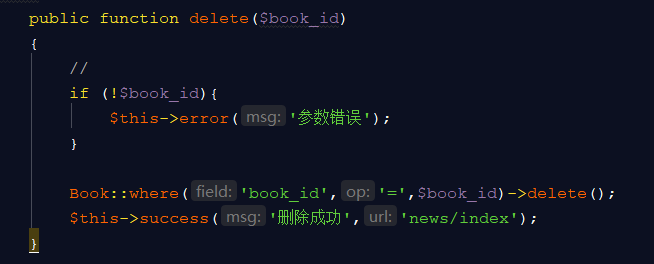 public function delete($book_id)
{
//
if (!$book_id){
$this->error( msg: '参数错误');
}
Book::where( field: 'book_id', op: '=',$book_id)->delete();
$this->success( msg: '删除成功', url: 'news/index');
}